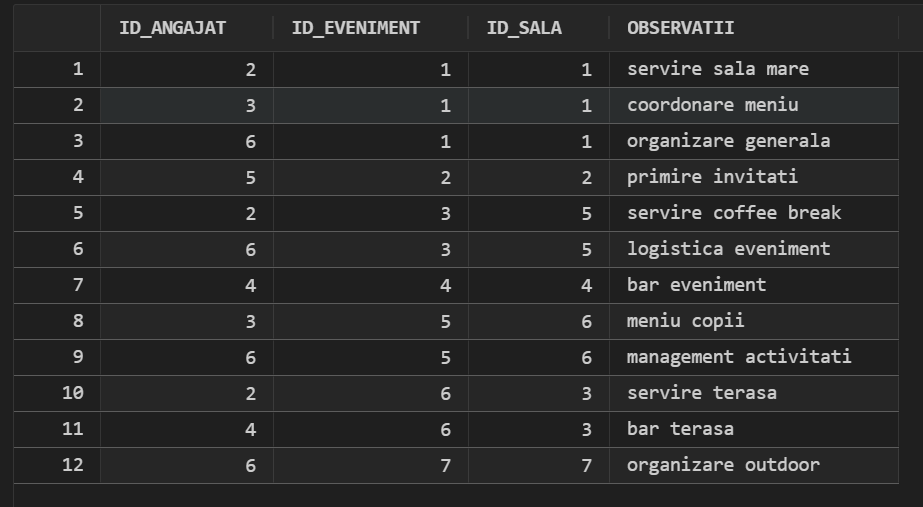 ID_ANGAJAT ID_EVENIMENT ID_SALA OBSERVATII
1 2 1 1 servire sala mare
2 3 1 1 coordonare meniu
3 6 1 1 organizare generala
4 5 2 2 primire invitati
5 2 3 5 servire coffee break
6 6 3 5 logistica eveniment
7 4 4 4 bar eveniment
8 3 5 6 meniu copii
9 6 5 6 management activitati
10 2 6 3 servire terasa
11 4 6 3 bar terasa
12 6 7 7 organizare outdoor